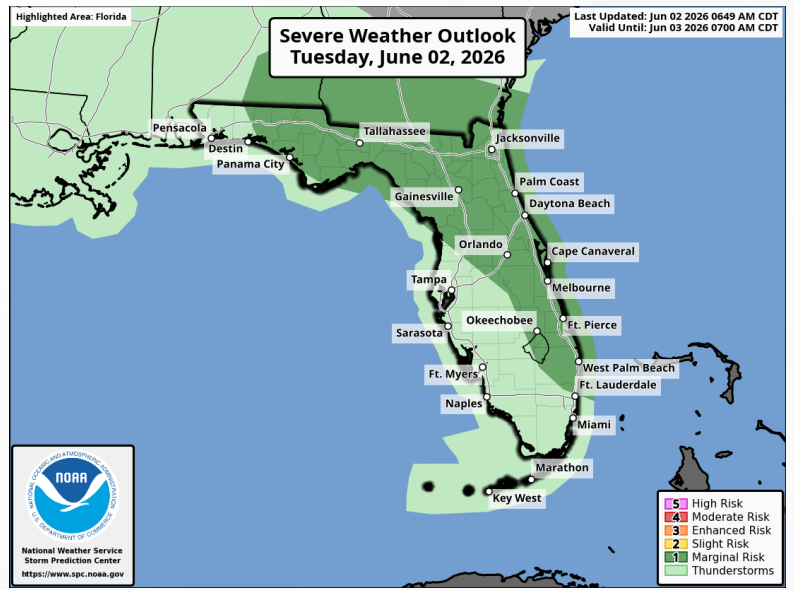 Highlighted Area: Florida
Severe Weather Outlook
Tuesday, June 02, 2026
Last Updated: Jun 02 2026 0649 AM CDT
Valid Until: Jun 03 2026 0700 AM CDT
Pensacola
Destin
Panama City
Tallahassee
Jacksonville
Palm Coast
Gainesville
Daytona Beach
Orlando
Cape Canaveral
Tampa
Melbourne
Okeechobee
Ft. Pierce
Sarasota
West Palm Beach
Ft. Myers
Ft. Lauderdale
Naples
Miami
Marathon
Key West
NATIONAL OCEANIC AND ATMOSPHERIC ADMINISTRATION
NOAA
U.S. DEPARTMENT OF COMMERCE
National Weather Service
Storm Prediction Center
https://www.spc.noaa.gov
5 High Risk
4 Moderate Risk
3 Enhanced Risk
2 Slight Risk
1 Marginal Risk
Thunderstorms